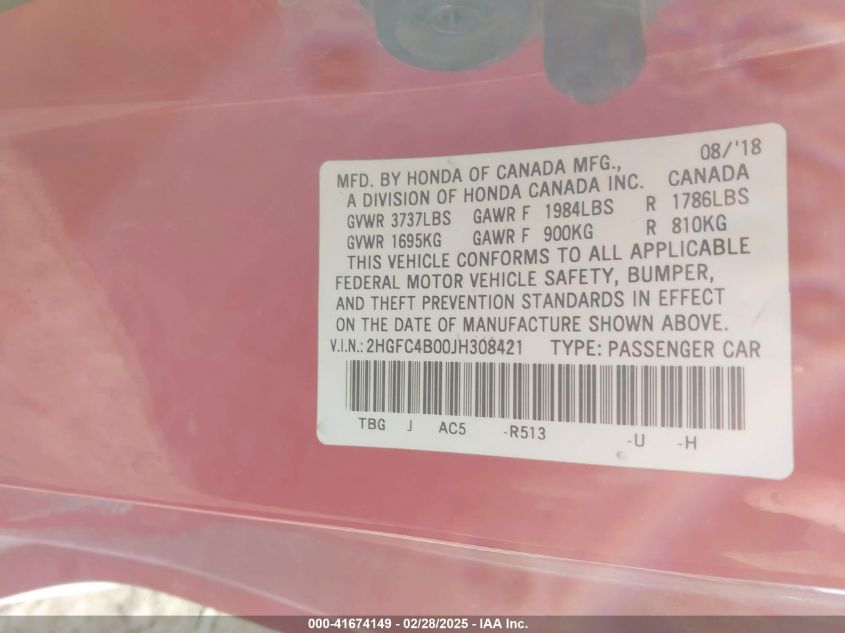 08/'18
MFD. BY HONDA OF CANADA MFG., CANADA
A DIVISION OF HONDA CANADA INC.
GVWR 3737LBS GAWR F 1984LBS R 1786LBS
GVWR 1695KG GAWR F 900KG R 810KG
THIS VEHICLE CONFORMS TO ALL APPLICABLE
FEDERAL MOTOR VEHICLE SAFETY, BUMPER,
AND THEFT PREVENTION STANDARDS IN EFFECT
ON THE DATE OF MANUFACTURE SHOWN ABOVE.
V.I.N.: 2HGFC4B00JH308421 TYPE: PASSENGER CAR
TBG J AC5 -R513 -U -H
000-41674149 - 02/28/2025 - IAA Inc.